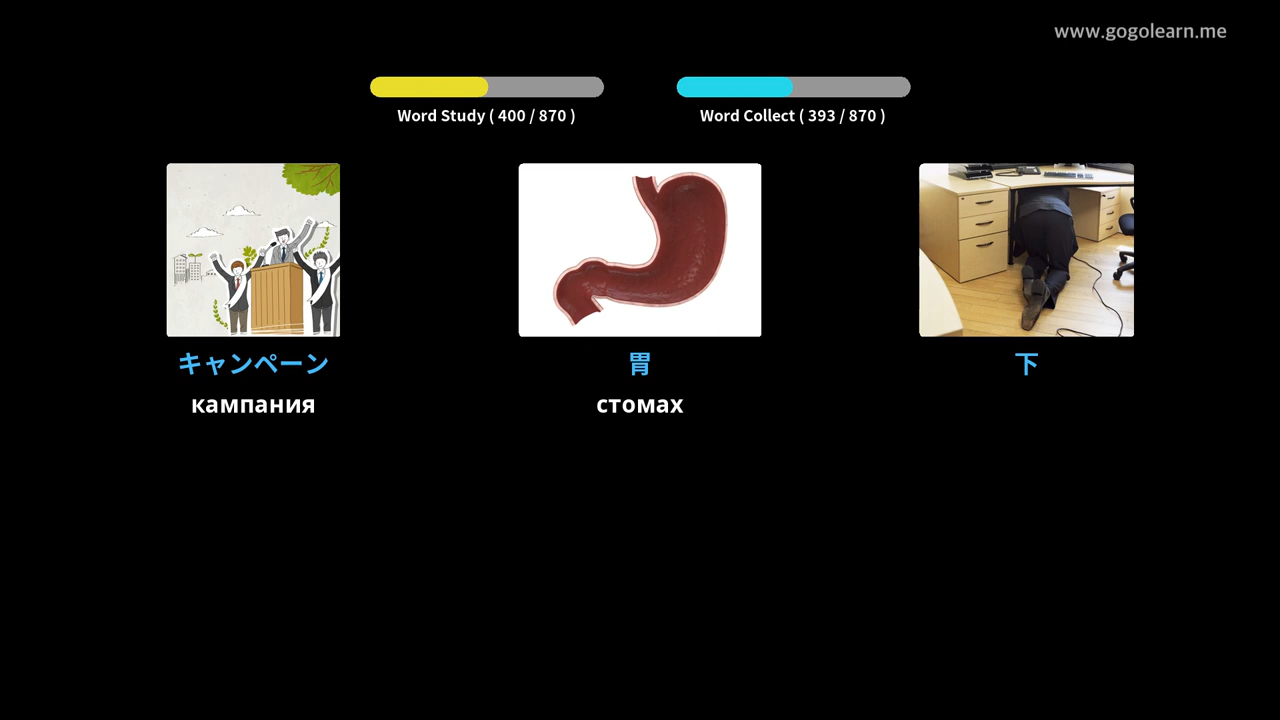 www.gogolearn.me
Word Study ( 400 / 870 )
Word Collect ( 393 / 870 )
キャンペーン
胃
下
кампания
стомах